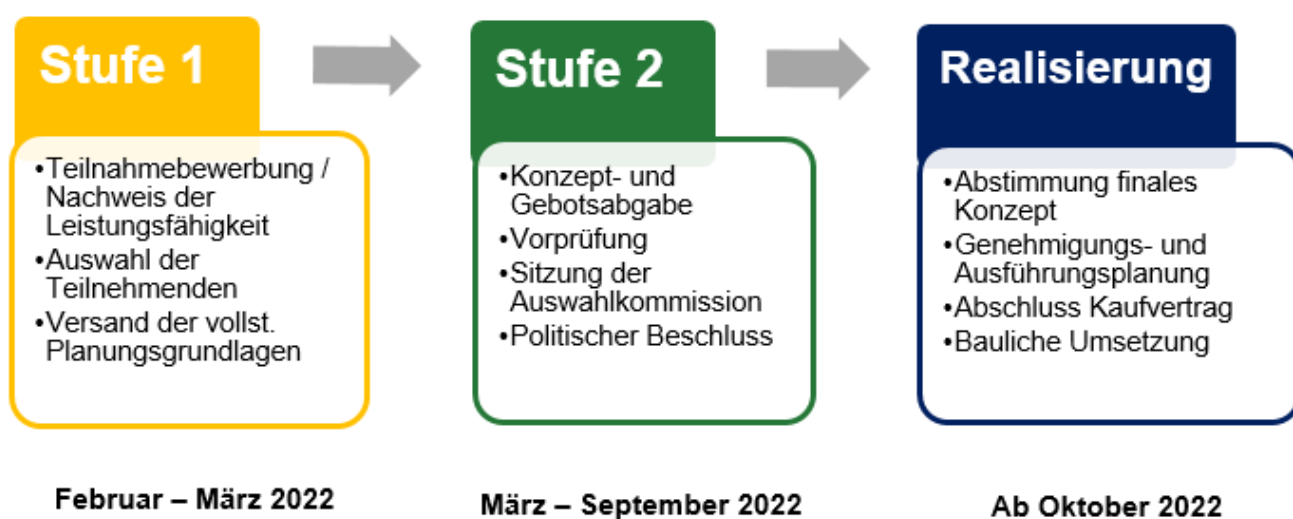 Stufe 1
•Teilnahmebewerbung /
Nachweis der
Leistungsfähigkeit
•Auswahl der
Teilnehmenden
•Versand der vollst.
Planungsgrundlagen
Februar – März 2022
Stufe 2
•Konzept- und
Gebotsabgabe
•Vorprüfung
•Sitzung der
Auswahlkommission
•Politischer Beschluss
März – September 2022
Realisierung
•Abstimmung finales
Konzept
•Genehmigungs- und
Ausführungsplanung
•Abschluss Kaufvertrag
•Bauliche Umsetzung
Ab Oktober 2022